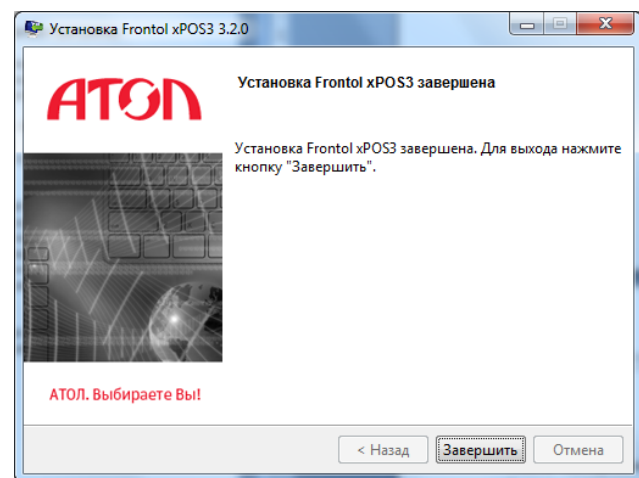 Установка Frontol xPOS3 3.2.0
АТОЛ
Установка Frontol xPOS3 завершена
Установка Frontol xPOS3 завершена. Для выхода нажмите
кнопку "Завершить".
АТОЛ. Выбираете Вы!
< Назад
Завершить
Отмена